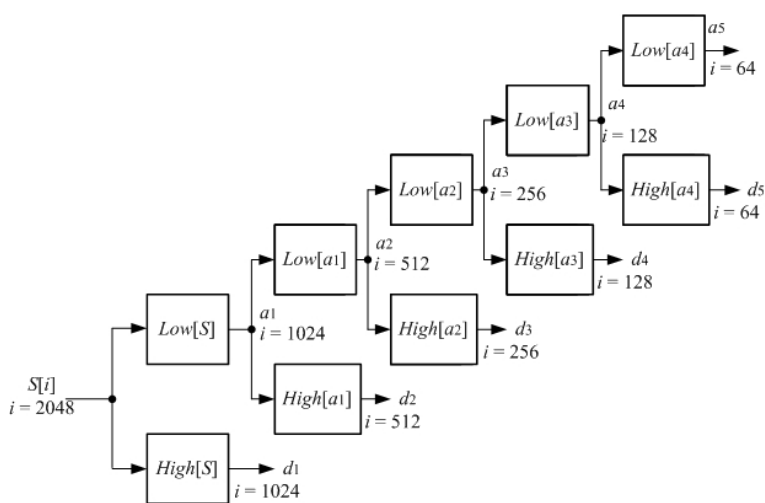 a5
Low[a4]
i = 64
a4
Low[a3]
i = 128
a3
Low[a2]
i = 256
High[a4]
d5
i = 64
a2
Low[a1]
i = 512
High[a3]
d4
i = 128
a1
Low[S]
i = 1024
High[a2]
d3
i = 256
S[i]
i = 2048
High[a1]
d2
i = 512
High[S]
d1
i = 1024